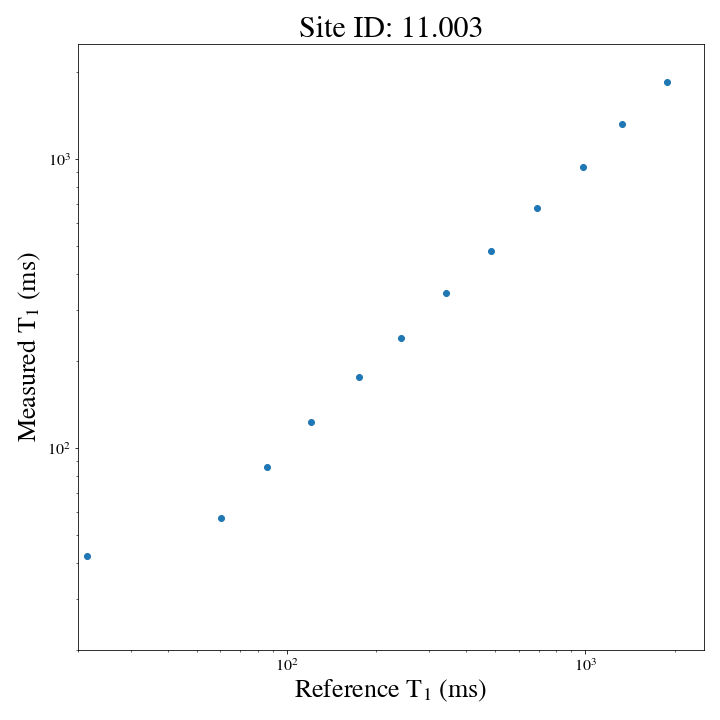 Site ID: 11.003
Measured T₁ (ms)
10³
10²
10²
10³
Reference T₁ (ms)